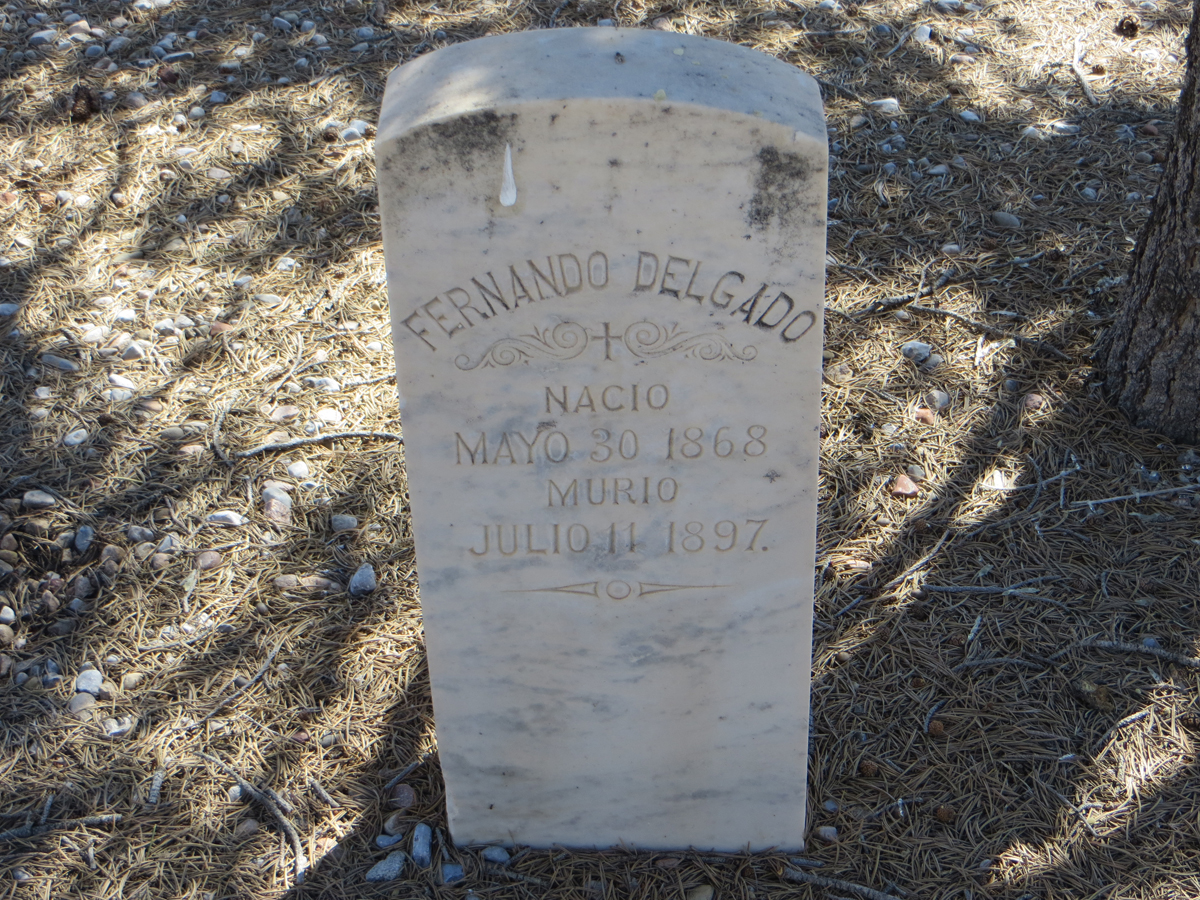 FERNANDO DELGADO
NACIO
MAYO 30 1868
MURIO
JULIO 11 1897.